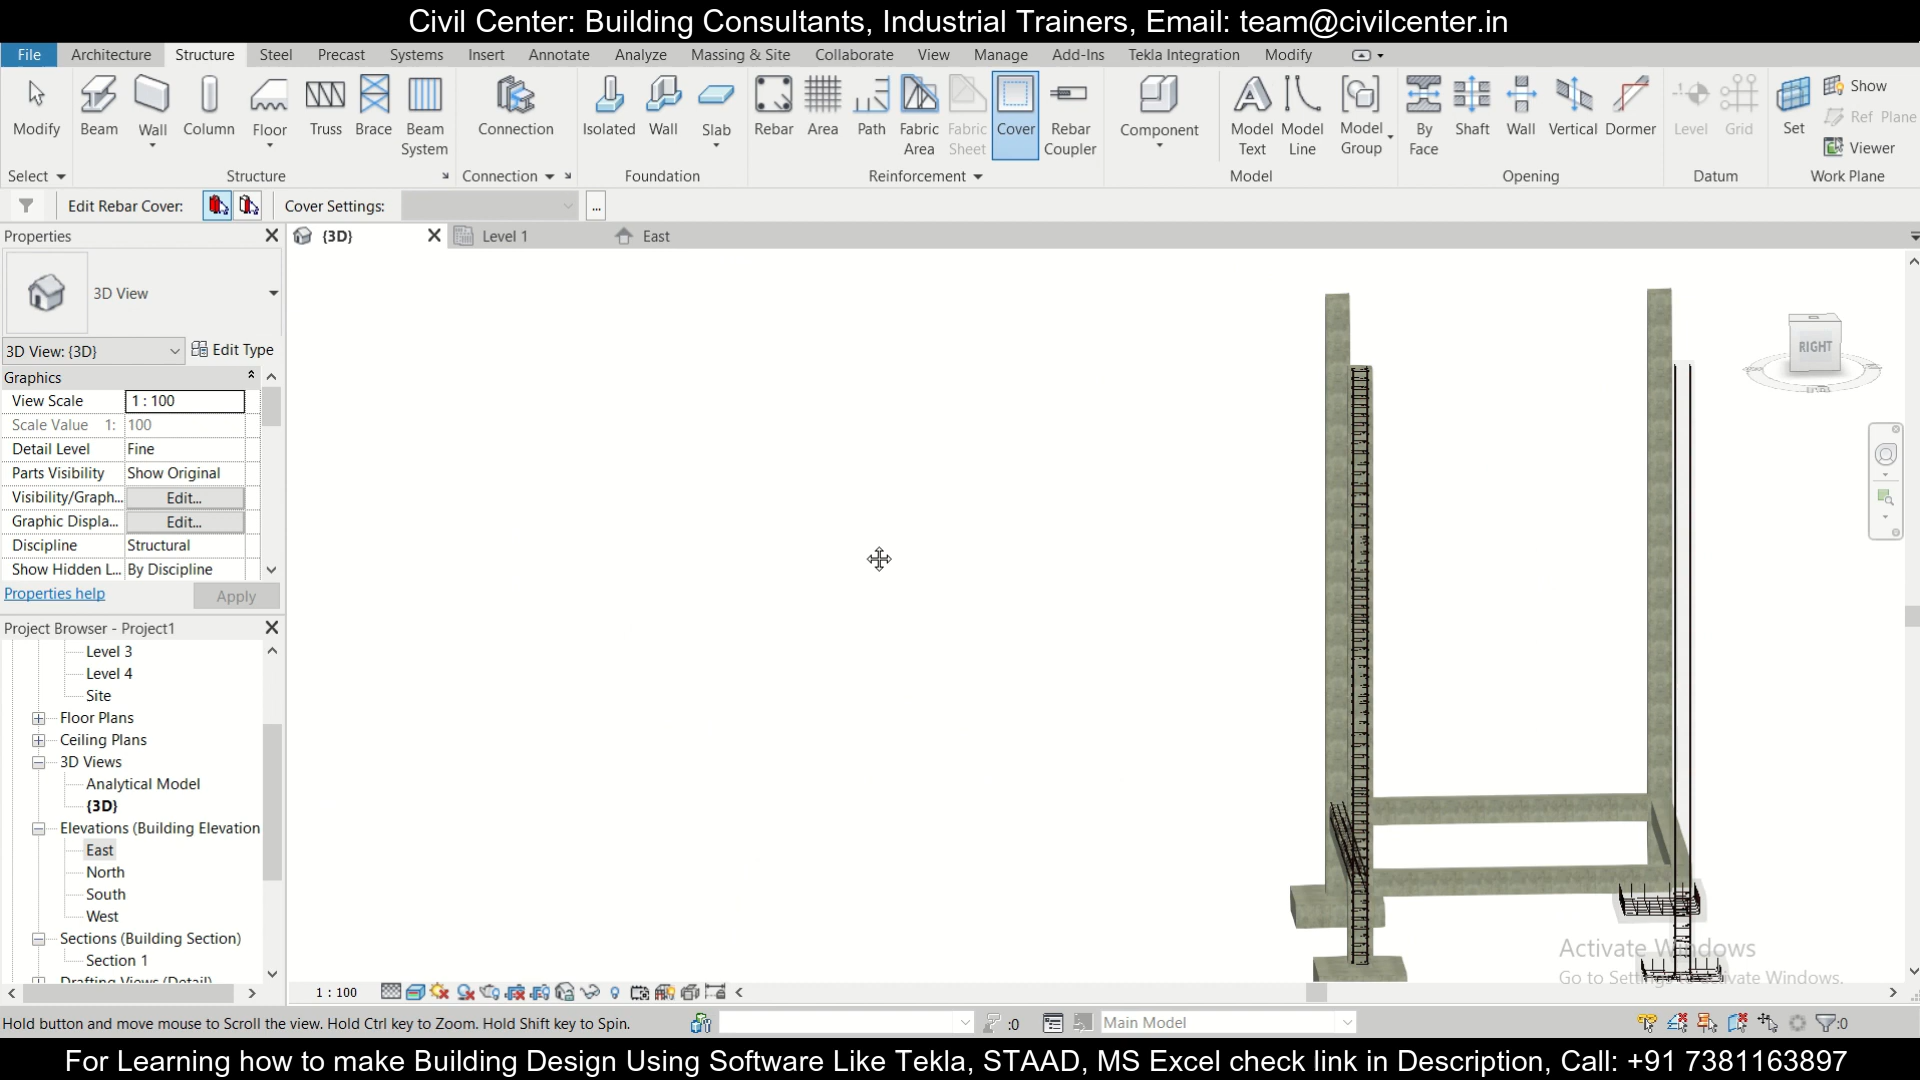 Civil Center: Building Consultants, Industrial Trainers, Email: team@civilcenter.in
File Architecture Structure Steel Precast Systems Insert Annotate Analyze Massing & Site Collaborate View Manage Add-Ins Tekla Integration Modify
Modify Beam Wall Column Floor Truss Brace Beam System Connection Isolated Wall Slab Rebar Area Path Fabric Area Fabric Sheet Cover Rebar Coupler Component Model Text Model Line Model Group By Face Shaft Wall Vertical Dormer Level Grid Set Show Ref Plane Viewer
Select Structure Connection Foundation Reinforcement Model Opening Datum Work Plane
Edit Rebar Cover: Cover Settings: ...
Properties {3D} Level 1 East
3D View
RIGHT
3D View: {3D} Edit Type
Graphics
View Scale 1 : 100
Scale Value 1: 100
Detail Level Fine
Parts Visibility Show Original
Visibility/Graph... Edit...
Graphic Displa... Edit...
Discipline Structural
Show Hidden L... By Discipline
Properties help Apply
Project Browser - Project1
Level 3
Level 4
Site
Floor Plans
Ceiling Plans
3D Views
Analytical Model
{3D}
Elevations (Building Elevation
East
North
South
West
Sections (Building Section)
Section 1
Drafting Views (Detail)
Activate Windows
1 : 100
Hold button and move mouse to Scroll the view. Hold Ctrl key to Zoom. Hold Shift key to Spin. :0 Main Model :0
For Learning how to make Building Design Using Software Like Tekla, STAAD, MS Excel check link in Description, Call: +91 7381163897